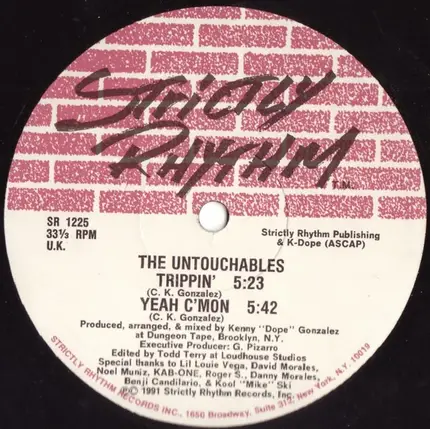 STRICTLY
RHYTHM T.M.
SR 1225
33⅓ RPM
U.K.
Strictly Rhythm Publishing
& K-Dope (ASCAP)
THE UNTOUCHABLES
TRIPPIN' 5:23
(C. K. Gonzalez)
YEAH C'MON 5:42
(C. K. Gonzalez)
Produced, arranged, & mixed by Kenny "Dope" Gonzalez
at Dungeon Tape, Brooklyn, N.Y.
Executive Producer: G. Pizarro
Edited by Todd Terry at Loudhouse Studios
Special thanks to Lil Louie Vega, David Morales,
Noel Muniz, KAB-ONE, Roger S., Danny Morales,
Benji Candilario, & Kool "Mike" Ski
℗© 1991 Strictly Rhythm Records, Inc.
STRICTLY RHYTHM RECORDS INC., 1650 Broadway, Suite 312, New York, N.Y. 10019